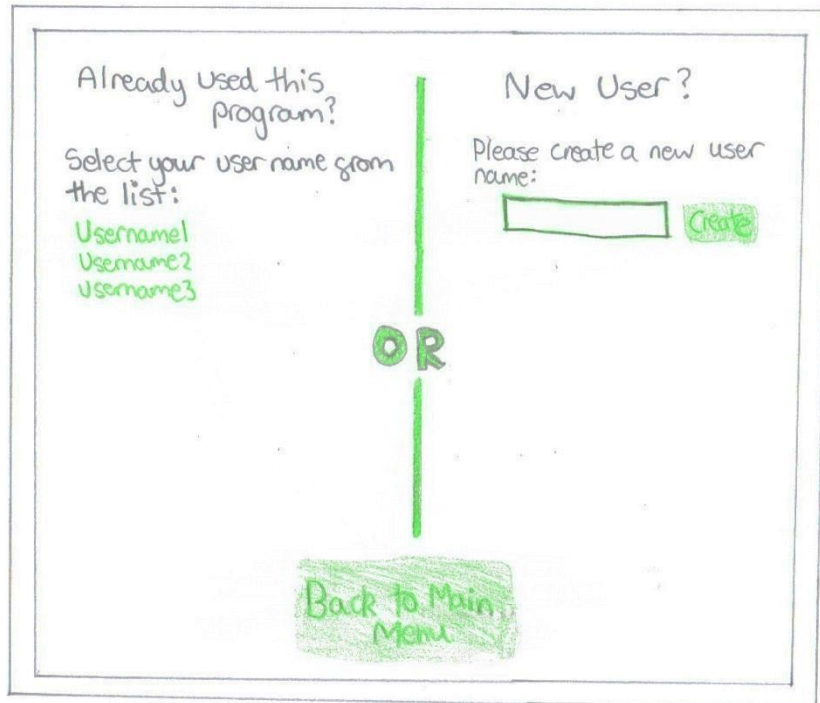 Already used this
program?
Select your user name from
the list:
Username1
Username2
Username3
OR
New User?
Please create a new user
name:
Create
Back to Main
Menu